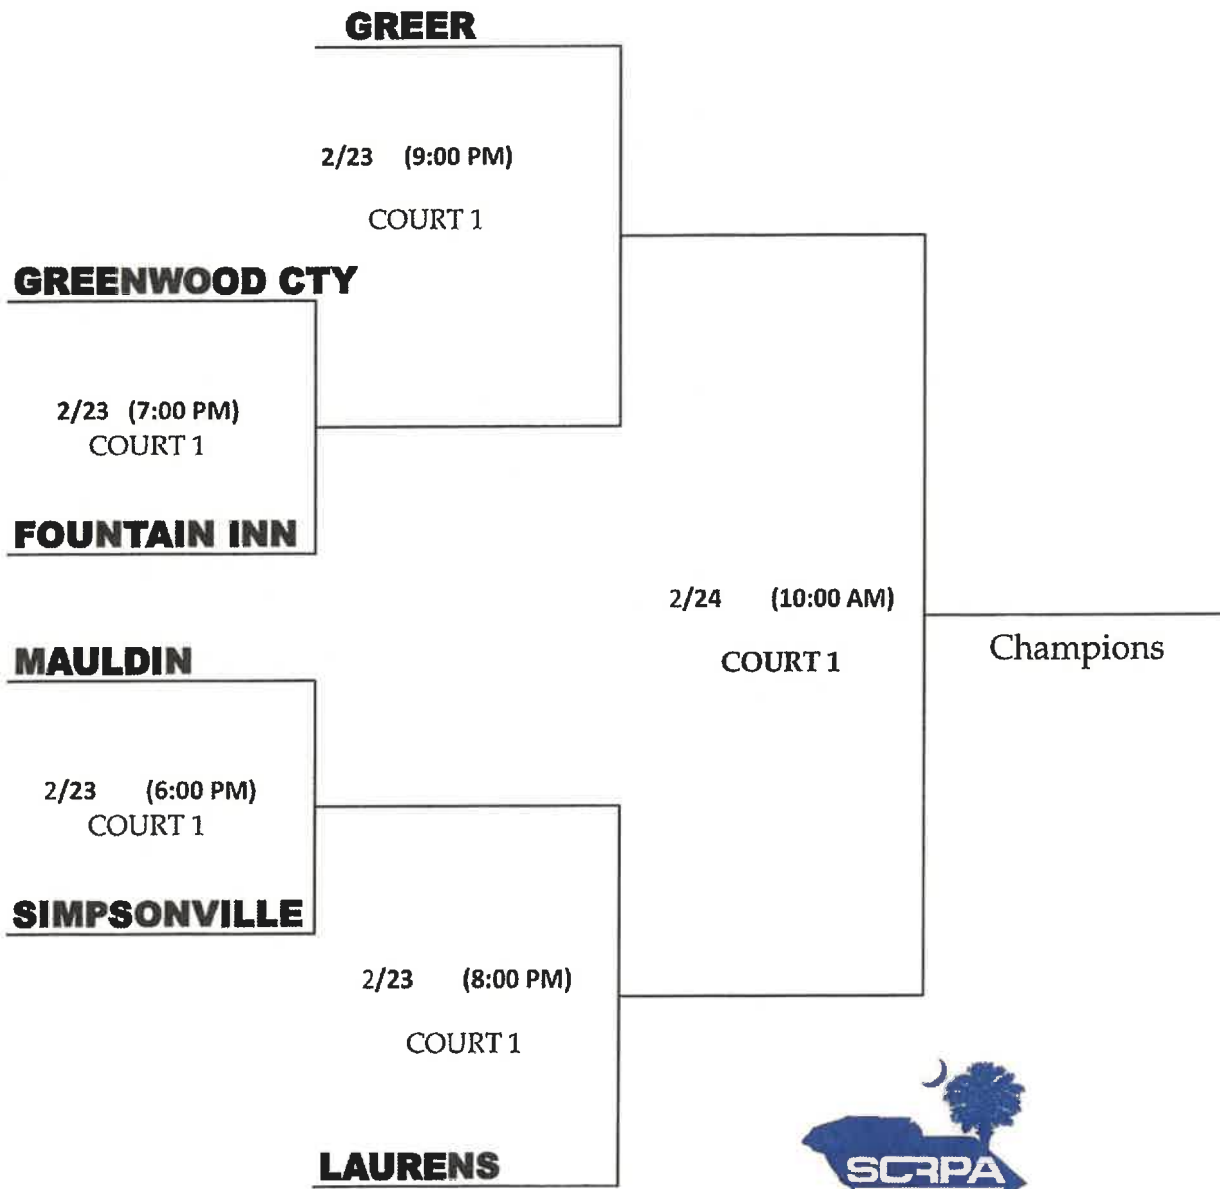 GREER
2/23 (9:00 PM)
COURT 1
GREENWOOD CTY
2/23 (7:00 PM)
COURT 1
FOUNTAIN INN
2/24 (10:00 AM)
COURT 1
Champions
MAULDIN
2/23 (6:00 PM)
COURT 1
SIMPSONVILLE
2/23 (8:00 PM)
COURT 1
LAURENS
SCRPA